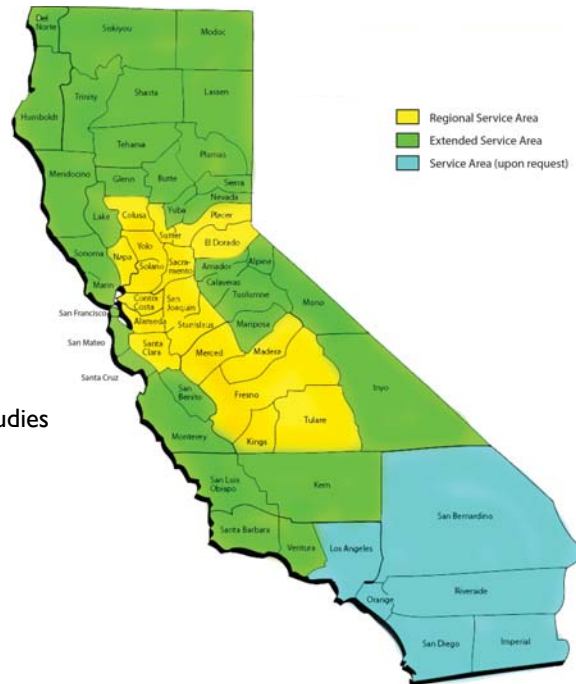 Del
Norte
Siskiyou
Modoc
Humboldt
Trinity
Shasta
Lassen
Regional Service Area
Extended Service Area
Service Area (upon request)
Tehama
Plumas
Mendocino
Glenn
Butte
Sierra
Nevada
Lake
Colusa
Yuba
Placer
Sutter
Yolo
El Dorado
Sonoma
Napa
Solano
Sacra-
mento
Amador
Alpine
Calaveras
Marin
Contra
Costa
San
Joaquin
Tuolumne
Mono
San Francisco
Alameda
Stanislaus
Mariposa
San Mateo
Santa
Clara
Merced
Madera
Santa Cruz
San
Benito
Fresno
Inyo
udies
Tulare
Monterey
Kings
San Luis
Obispo
Kern
San Bernardino
Santa Barbara
Ventura
Los Angeles
Orange
Riverside
San Diego
Imperial